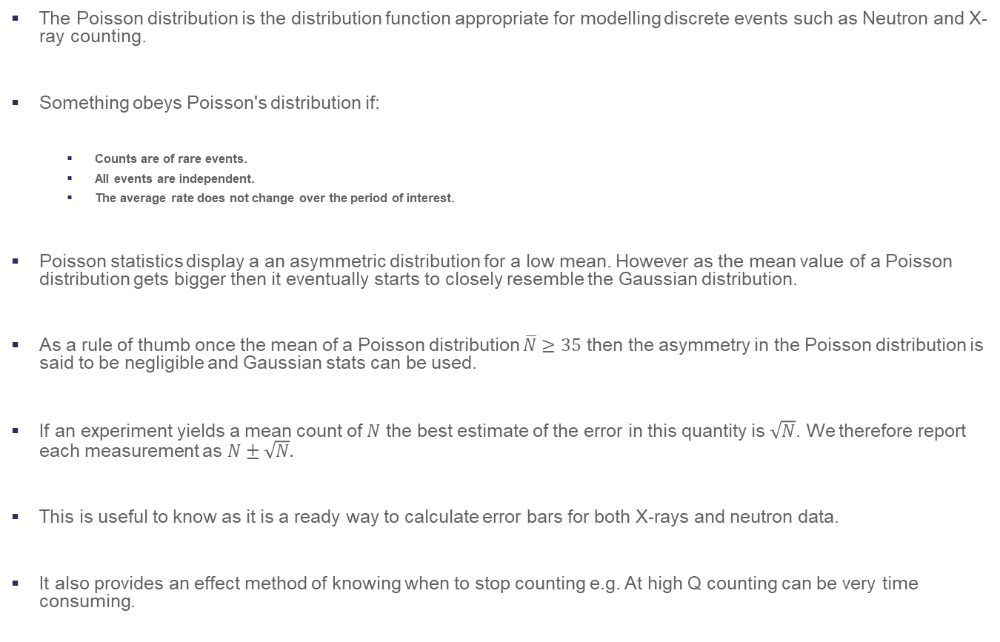 ▪ The Poisson distribution is the distribution function appropriate for modelling discrete events such as Neutron and X-
ray counting.
▪ Something obeys Poisson's distribution if:
▪ Counts are of rare events.
▪ All events are independent.
▪ The average rate does not change over the period of interest.
▪ Poisson statistics display a an asymmetric distribution for a low mean. However as the mean value of a Poisson
distribution gets bigger then it eventually starts to closely resemble the Gaussian distribution.
▪ As a rule of thumb once the mean of a Poisson distribution N̅ ≥ 35 then the asymmetry in the Poisson distribution is
said to be negligible and Gaussian stats can be used.
▪ If an experiment yields a mean count of N the best estimate of the error in this quantity is √N. We therefore report
each measurement as N ± √N.
▪ This is useful to know as it is a ready way to calculate error bars for both X-rays and neutron data.
▪ It also provides an effect method of knowing when to stop counting e.g. At high Q counting can be very time
consuming.